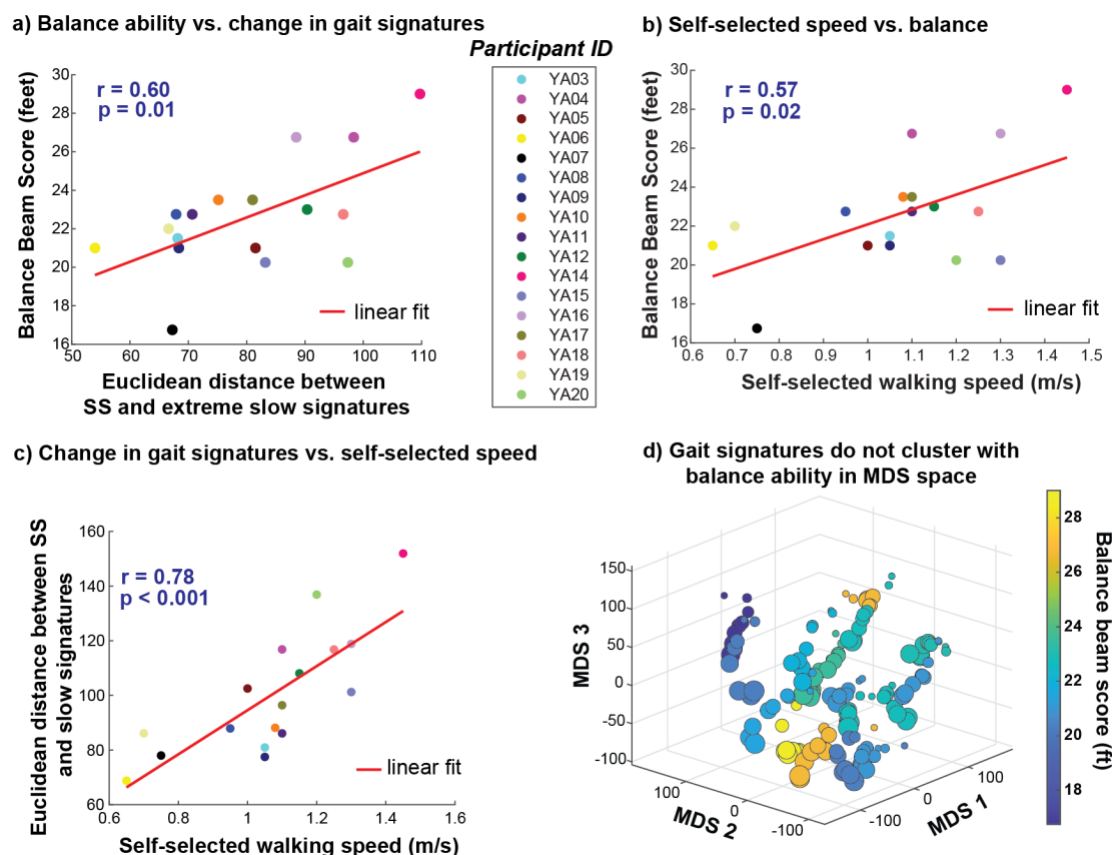 a) Balance ability vs. change in gait signatures
Balance Beam Score (feet)
30
28
26
24
22
20
18
16
r = 0.60
p = 0.01
linear fit
50 60 70 80 90 100 110
Euclidean distance between
SS and extreme slow signatures
Participant ID
YA03
YA04
YA05
YA06
YA07
YA08
YA09
YA10
YA11
YA12
YA14
YA15
YA16
YA17
YA18
YA19
YA20
b) Self-selected speed vs. balance
Balance Beam Score (feet)
30
28
26
24
22
20
18
16
r = 0.57
p = 0.02
linear fit
0.6 0.7 0.8 0.9 1 1.1 1.2 1.3 1.4 1.5
Self-selected walking speed (m/s)
c) Change in gait signatures vs. self-selected speed
Euclidean distance between SS
and slow signatures
160
140
120
100
80
60
r = 0.78
p < 0.001
linear fit
0.6 0.8 1 1.2 1.4 1.6
Self-selected walking speed (m/s)
d) Gait signatures do not cluster with
balance ability in MDS space
MDS 3
150
100
50
0
-50
-100
100 0 -100
MDS 2
-100 0 100
MDS 1
28
26
24
22
20
18
Balance beam score (ft)